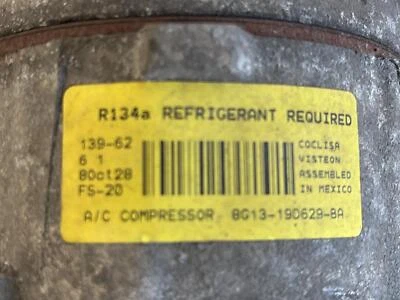 R134a REFRIGERANT REQUIRED
139-62
6 1
80ct28
FS-20
COCLISA
VISTEON
ASSEMBLED
IN MEXICO
A/C COMPRESSOR 8G13-19D629-BA